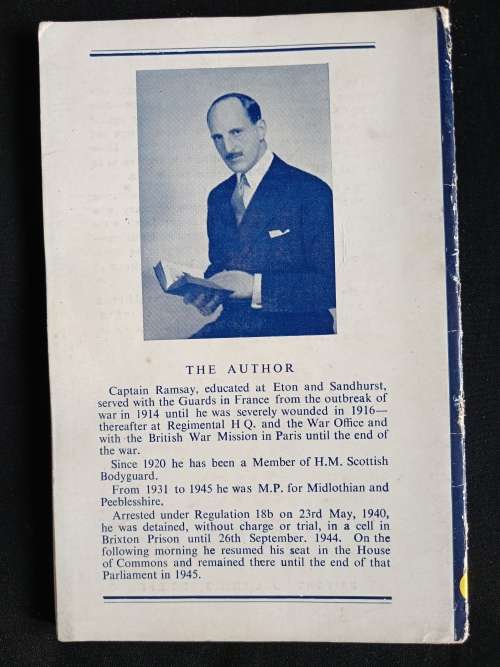 THE AUTHOR
Captain Ramsay, educated at Eton and Sandhurst,
served with the Guards in France from the outbreak of
war in 1914 until he was severely wounded in 1916—
thereafter at Regimental H Q. and the War Office and
with the British War Mission in Paris until the end of
the war.
Since 1920 he has been a Member of H.M. Scottish
Bodyguard.
From 1931 to 1945 he was M.P. for Midlothian and
Peeblesshire.
Arrested under Regulation 18b on 23rd May, 1940,
he was detained, without charge or trial, in a cell in
Brixton Prison until 26th September. 1944. On the
following morning he resumed his seat in the House
of Commons and remained there until the end of that
Parliament in 1945.